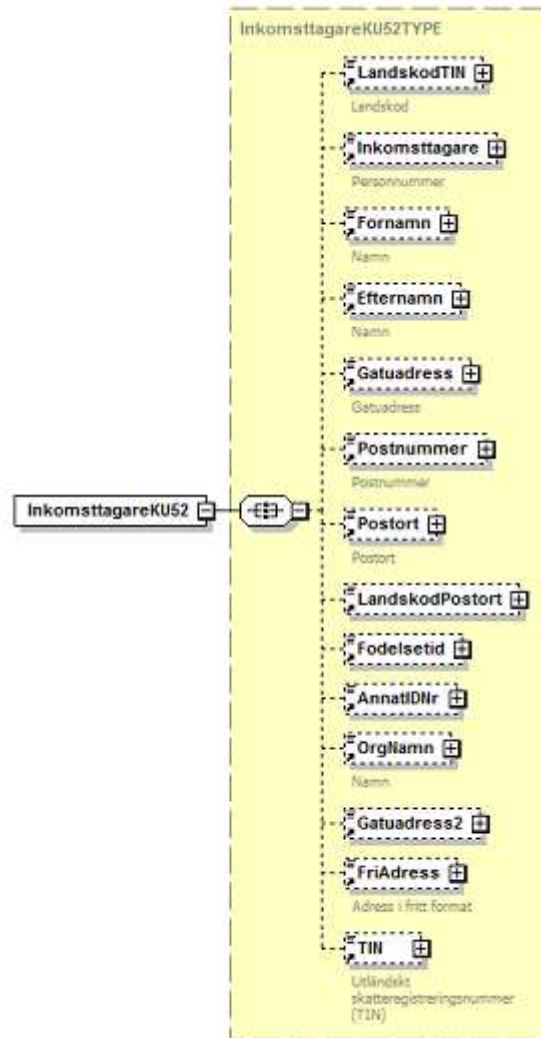 InkomsttagareKU52TYPE
LandskodTIN
Landskod
Inkomsttagare
Personnummer
Fornamn
Namn
Efternamn
Namn
Gatuadress
Gatuadress
Postnummer
Postnummer
InkomsttagareKU52
Postort
Postort
LandskodPostort
Fodelsetid
AnnatIDNr
OrgNamn
Namn
Gatuadress2
FriAdress
Adress i fritt format
TIN
Utländskt
skatteregistreringsnummer
(TIN)